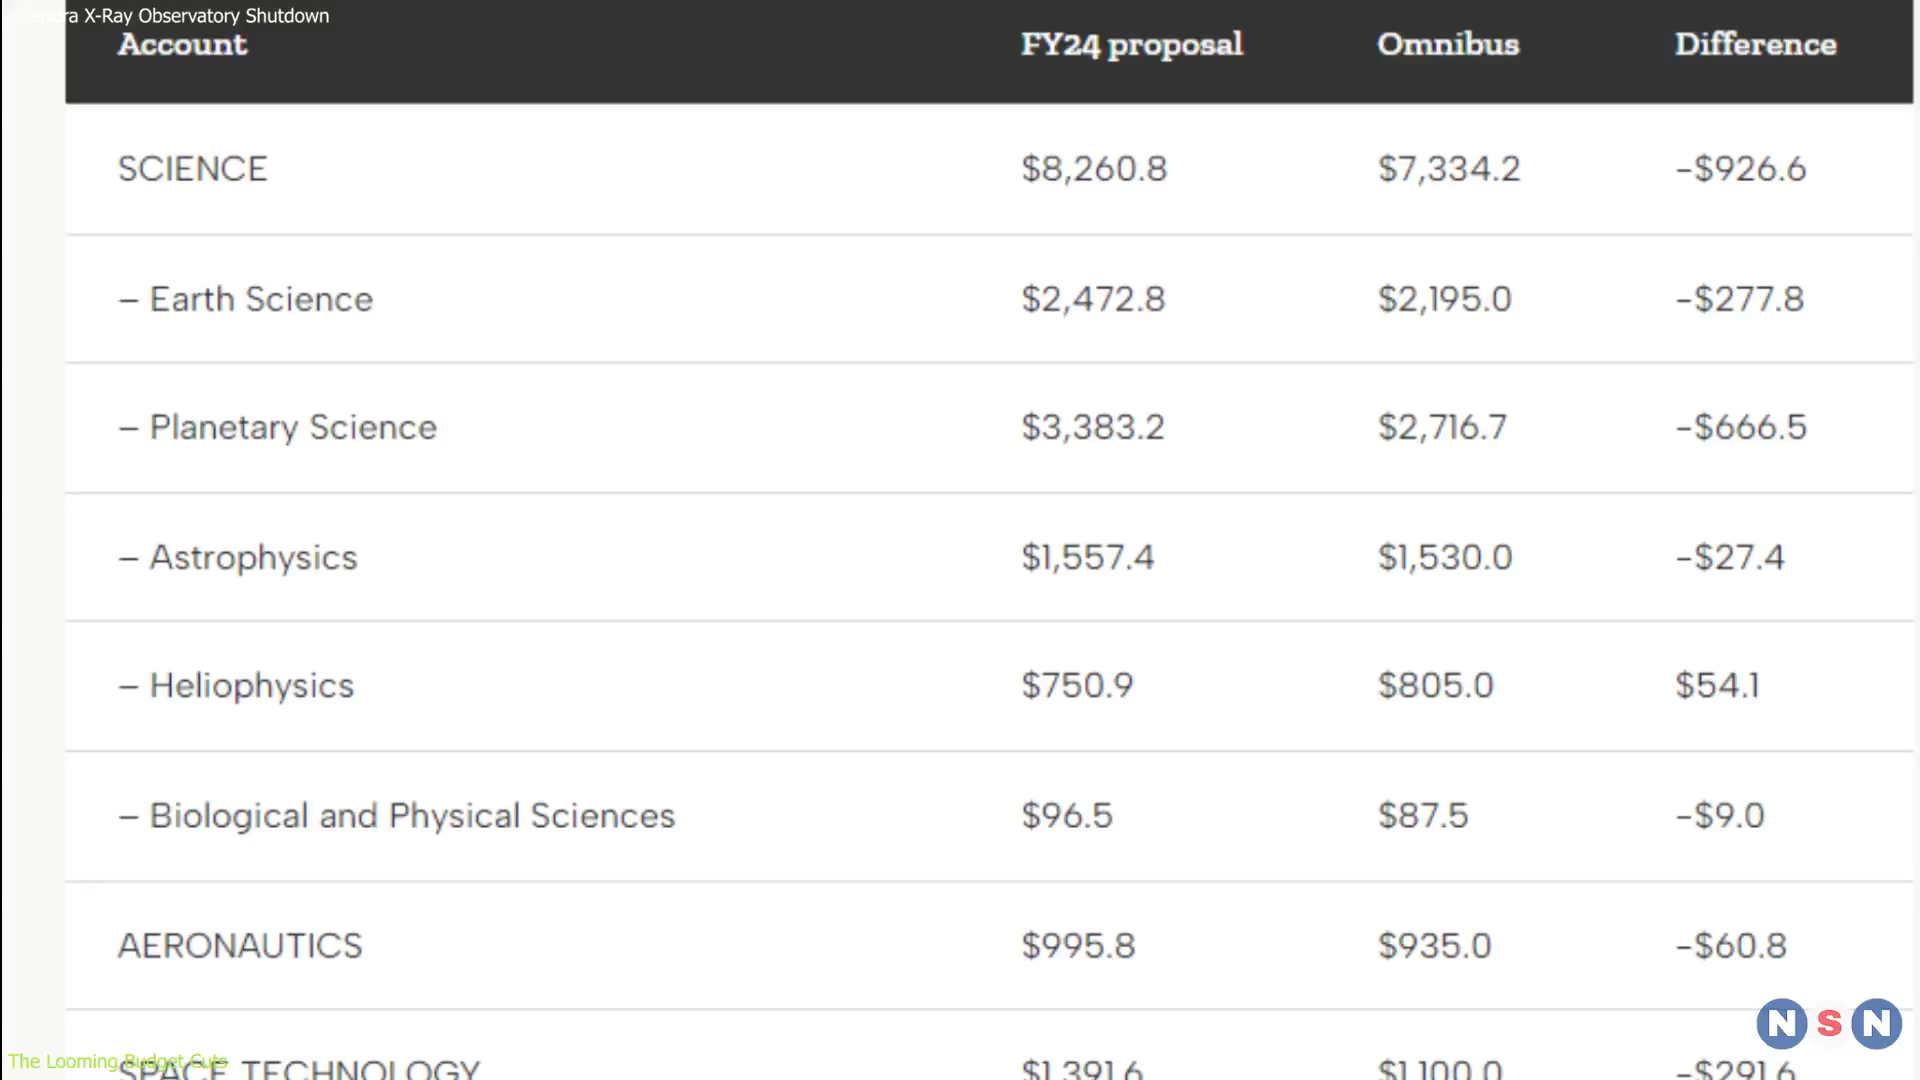 X-Ray Observatory Shutdown
Account FY24 proposal Omnibus Difference
SCIENCE $8,260.8 $7,334.2 -$926.6
– Earth Science $2,472.8 $2,195.0 -$277.8
– Planetary Science $3,383.2 $2,716.7 -$666.5
– Astrophysics $1,557.4 $1,530.0 -$27.4
– Heliophysics $750.9 $805.0 $54.1
– Biological and Physical Sciences $96.5 $87.5 -$9.0
AERONAUTICS $995.8 $935.0 -$60.8
N S N
The Looming Budget Cuts
SPACE TECHNOLOGY $1,391.6 $1,100.0 -$291.6